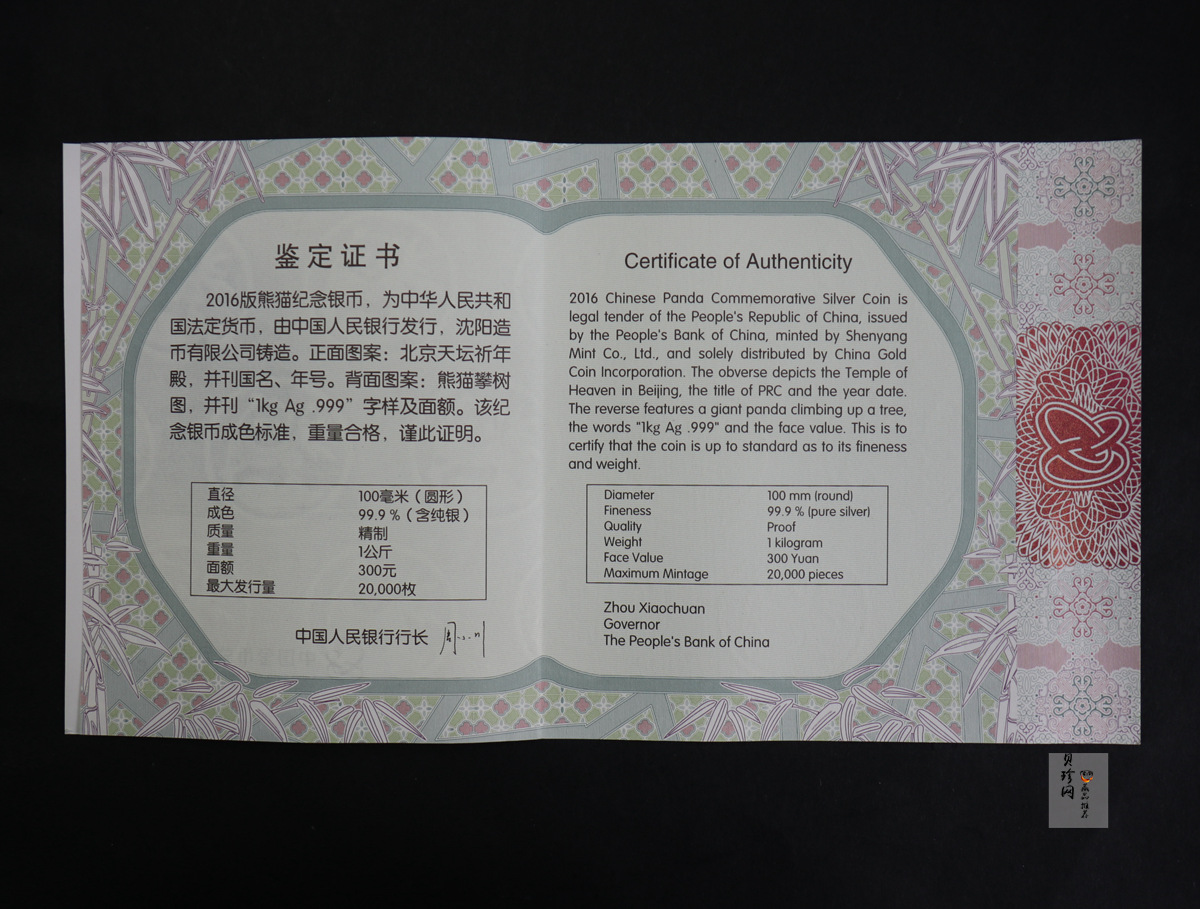 鉴定证书
2016版熊猫纪念银币，为中华人民共和
国法定货币，由中国人民银行发行，沈阳造
币有限公司铸造。正面图案：北京天坛祈年
殿，并刊国名、年号。背面图案：熊猫攀树
图，并刊“1kg Ag .999”字样及面额。该纪
念银币成色标准，重量合格，谨此证明。
直径 100毫米（圆形）
成色 99.9 %（含纯银）
质量 精制
重量 1公斤
面额 300元
最大发行量 20,000枚
中国人民银行行长
Certificate of Authenticity
2016 Chinese Panda Commemorative Silver Coin is
legal tender of the People's Republic of China, issued
by the People's Bank of China, minted by Shenyang
Mint Co., Ltd., and solely distributed by China Gold
Coin Incorporation. The obverse depicts the Temple of
Heaven in Beijing, the title of PRC and the year date.
The reverse features a giant panda climbing up a tree,
the words "1kg Ag .999" and the face value. This is to
certify that the coin is up to standard as to its fineness
and weight.
Diameter 100 mm (round)
Fineness 99.9 % (pure silver)
Quality Proof
Weight 1 kilogram
Face Value 300 Yuan
Maximum Mintage 20,000 pieces
Zhou Xiaochuan
Governor
The People's Bank of China
贝珍网
藏品推荐